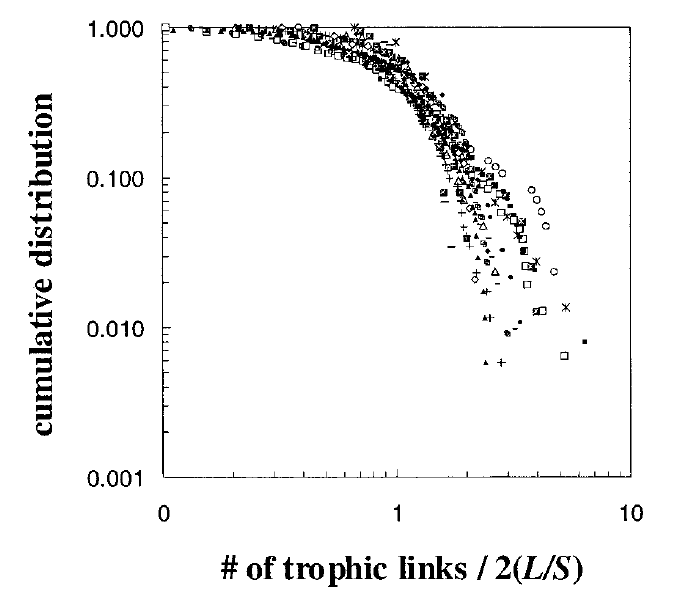 1.000
0.100
0.010
0.001
cumulative distribution
0 1 10
# of trophic links / 2(L/S)